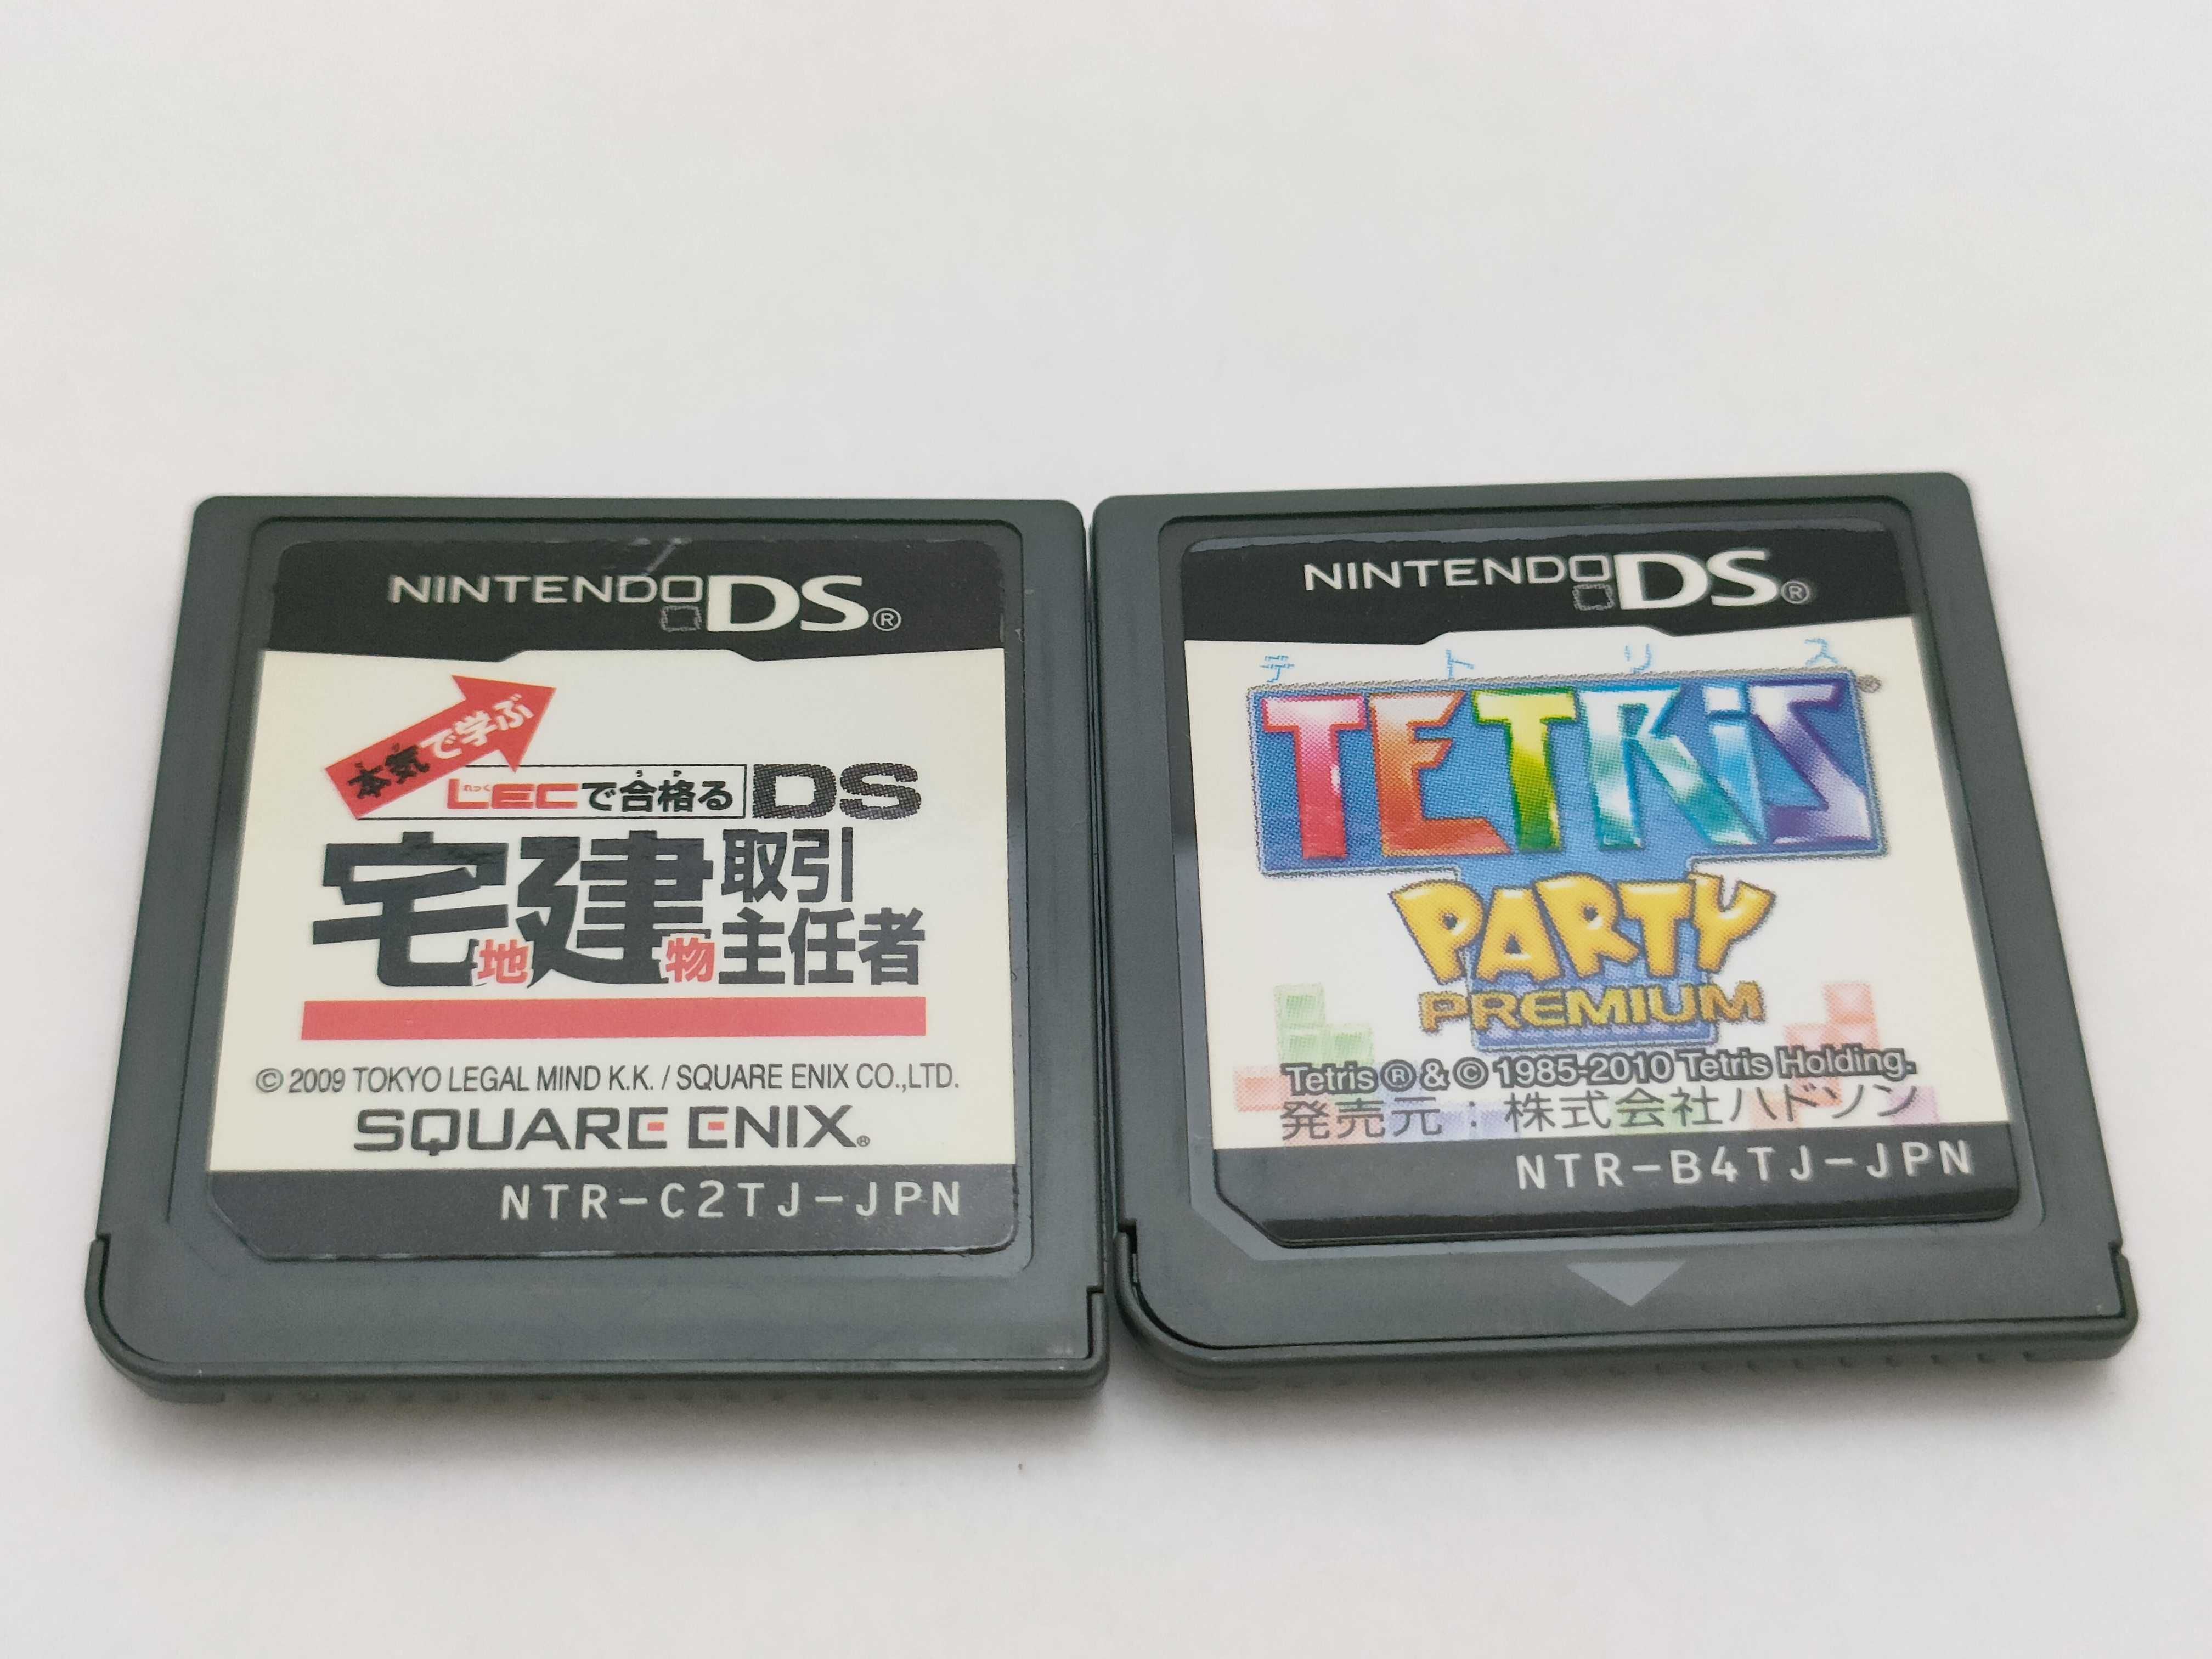 NINTENDO DS®
本気で学ぶ
LECで合格る DS
宅地建物取引主任者
© 2009 TOKYO LEGAL MIND K.K. / SQUARE ENIX CO.,LTD.
SQUARE ENIX®
NTR-C2TJ-JPN
NINTENDO DS®
テトリス
TETRIS®
PARTY
PREMIUM
Tetris ® & © 1985-2010 Tetris Holding.
発売元：株式会社ハドソン
NTR-B4TJ-JPN